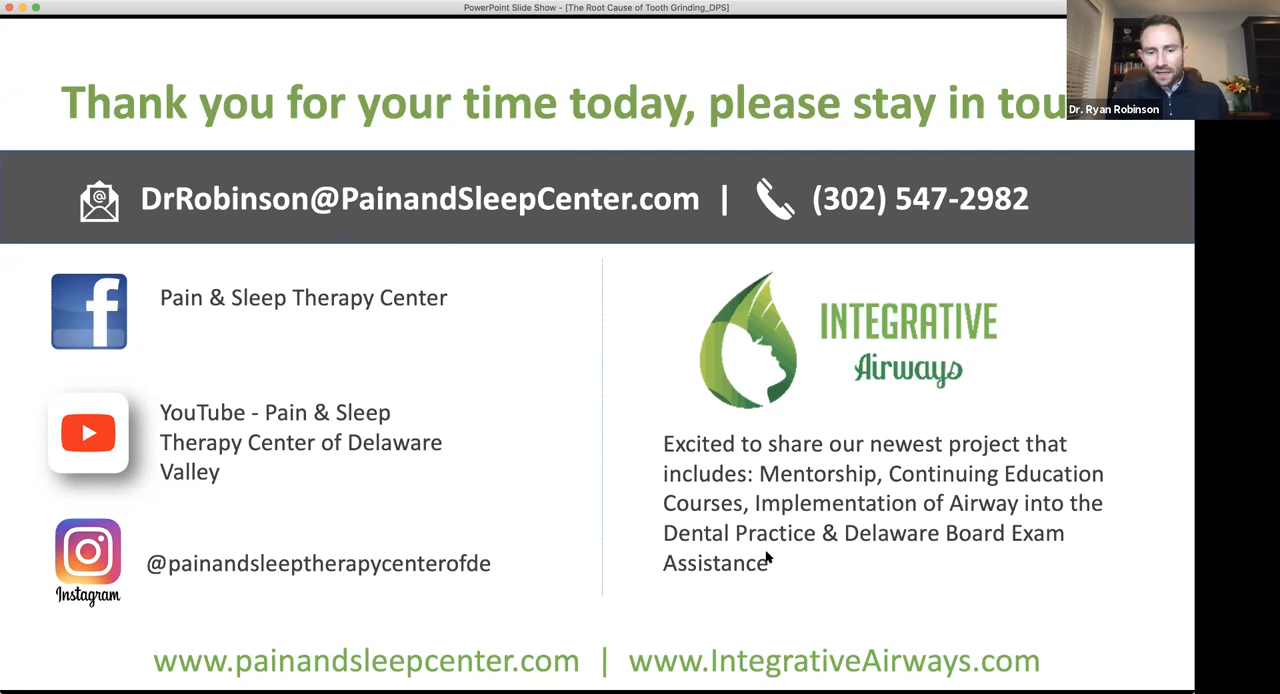 PowerPoint Slide Show - [The Root Cause of Tooth Grinding_DPS]
Thank you for your time today, please stay in tou
Dr. Ryan Robinson
DrRobinson@PainandSleepCenter.com | (302) 547-2982
Pain & Sleep Therapy Center
YouTube - Pain & Sleep
Therapy Center of Delaware
Valley
Instagram
@painandsleeptherapycenterofde
INTEGRATIVE
Airways
Excited to share our newest project that
includes: Mentorship, Continuing Education
Courses, Implementation of Airway into the
Dental Practice & Delaware Board Exam
Assistance
www.painandsleepcenter.com | www.IntegrativeAirways.com